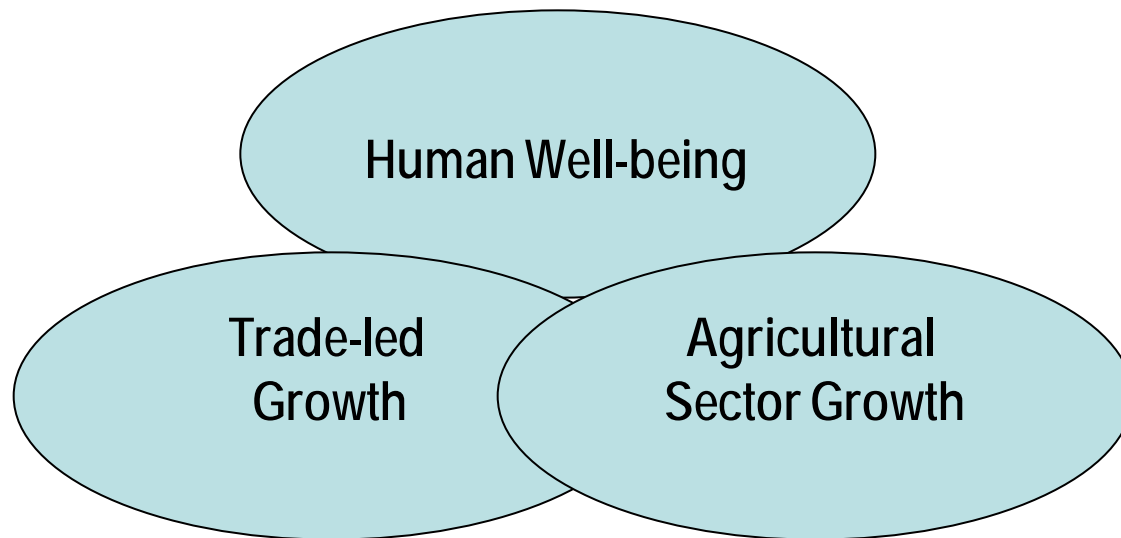 Human Well-being
Trade-led
Growth
Agricultural
Sector Growth